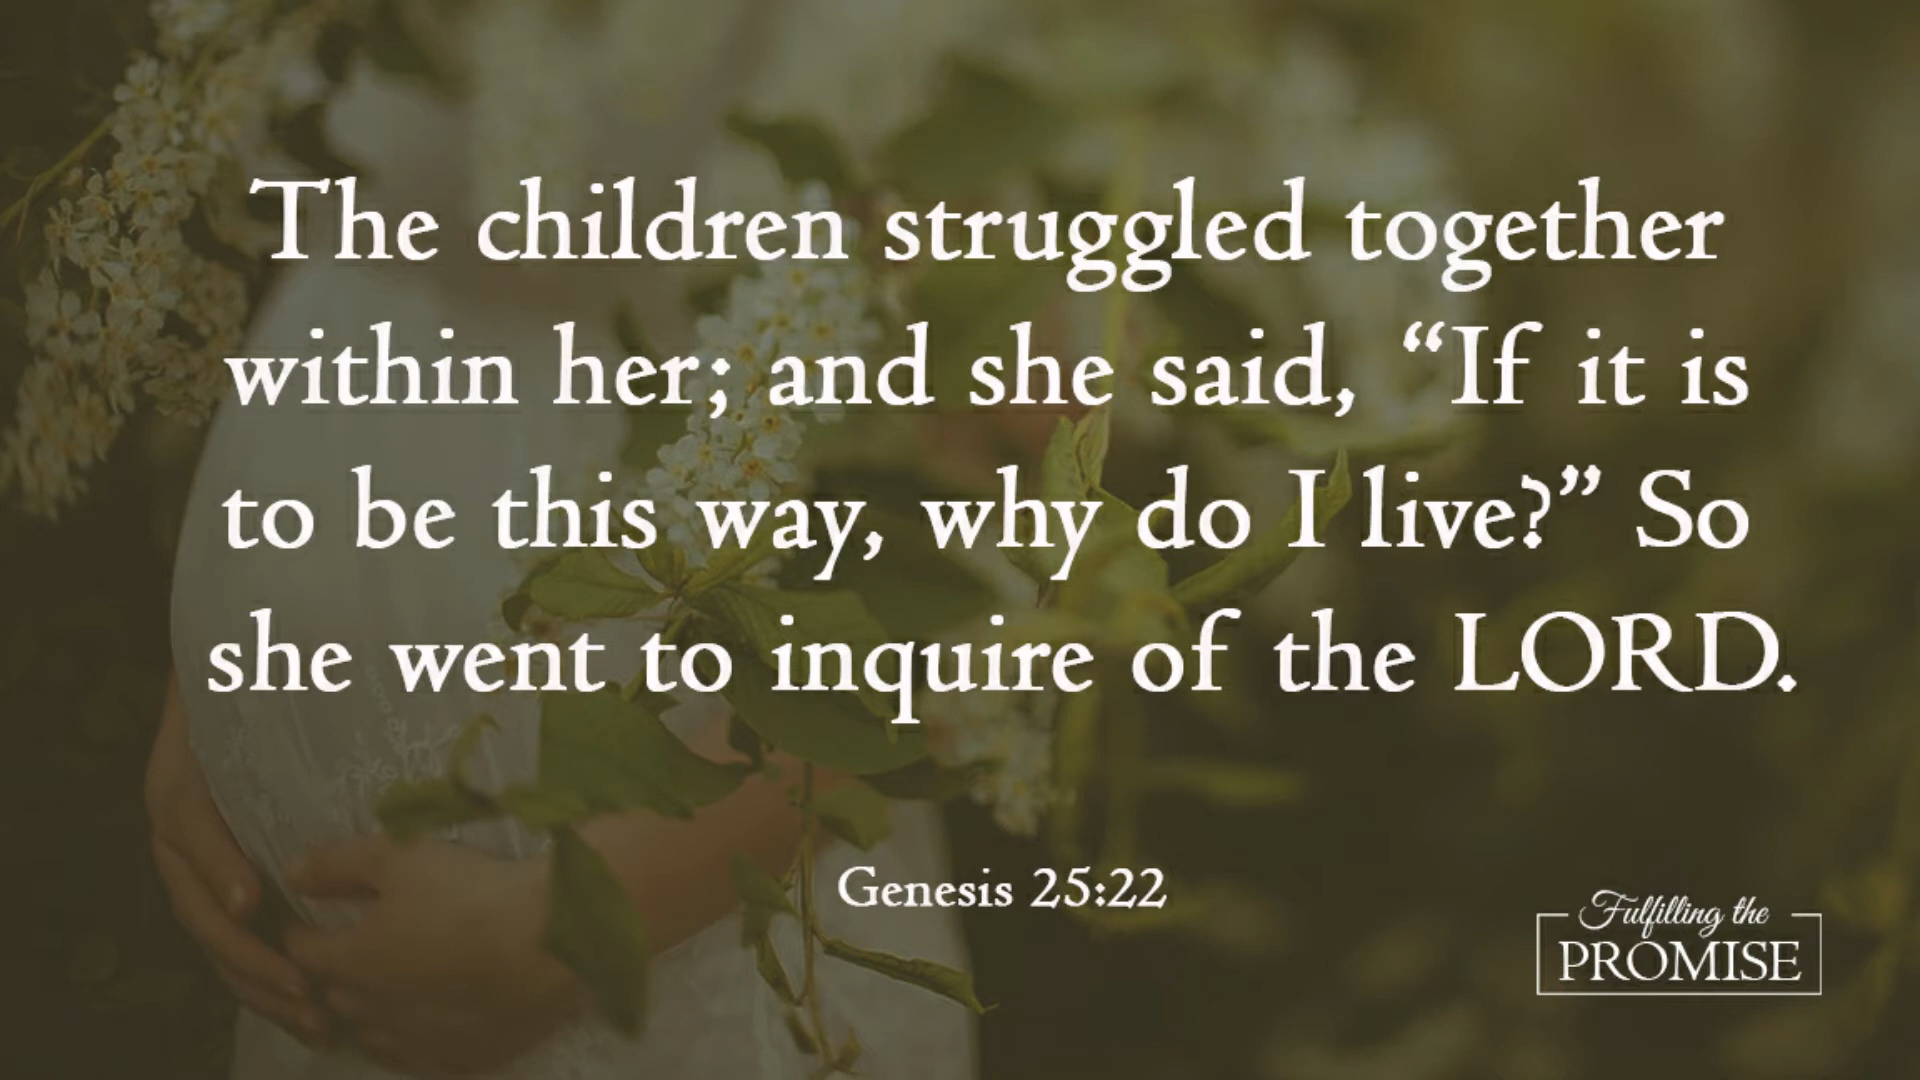 The children struggled together
within her; and she said, “If it is
to be this way, why do I live?” So
she went to inquire of the LORD.
Genesis 25:22
Fulfilling the
PROMISE